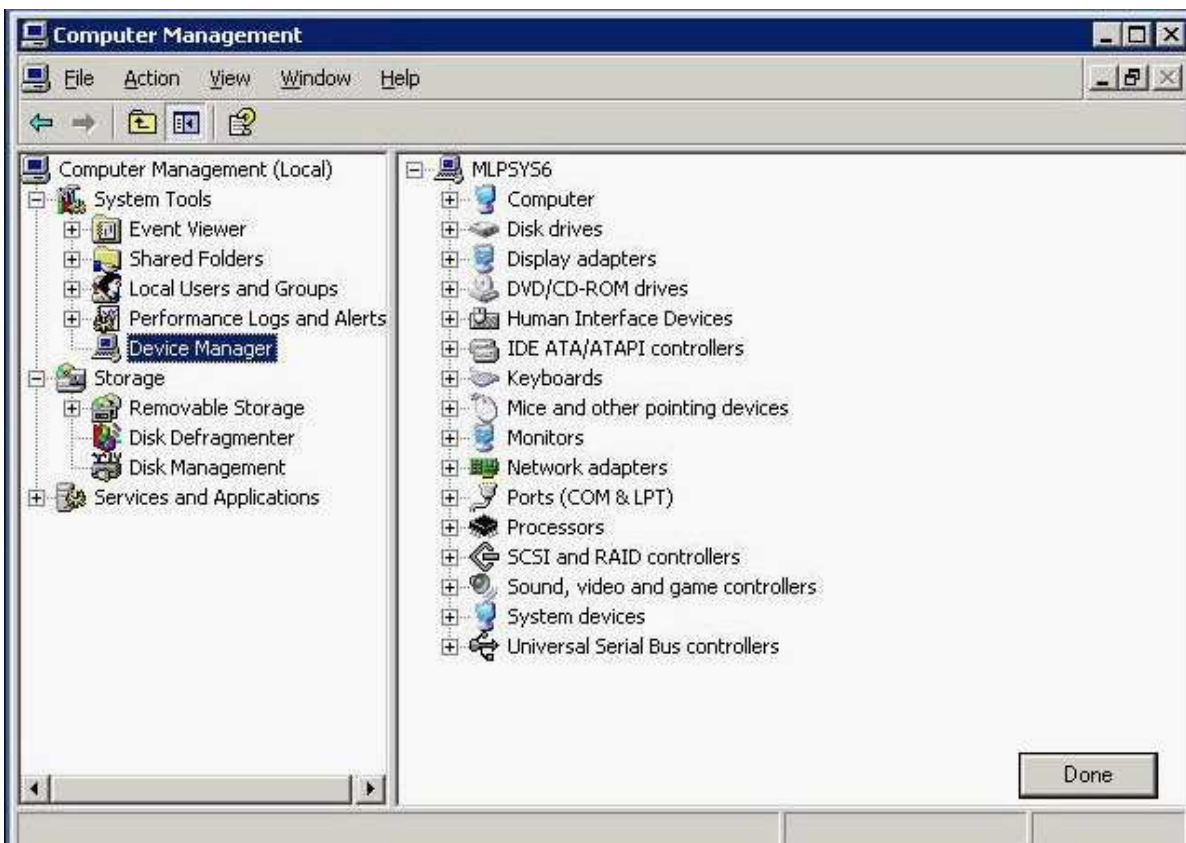 Computer Management
File Action View Window Help
Computer Management (Local)
System Tools
Event Viewer
Shared Folders
Local Users and Groups
Performance Logs and Alerts
Device Manager
Storage
Removable Storage
Disk Defragmenter
Disk Management
Services and Applications
MLPSYS6
Computer
Disk drives
Display adapters
DVD/CD-ROM drives
Human Interface Devices
IDE ATA/ATAPI controllers
Keyboards
Mice and other pointing devices
Monitors
Network adapters
Ports (COM & LPT)
Processors
SCSI and RAID controllers
Sound, video and game controllers
System devices
Universal Serial Bus controllers
Done